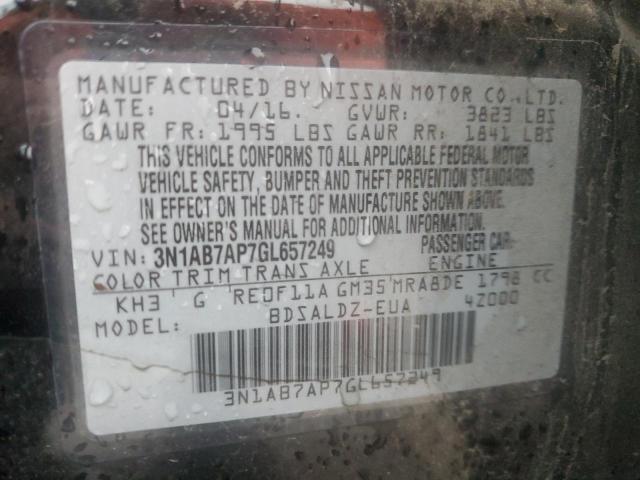 MANUFACTURED BY NISSAN MOTOR CO.,LTD.
DATE: 04/16. GVWR: 3823 LBS
GAWR FR: 1995 LBS GAWR RR: 1841 LBS
THIS VEHICLE CONFORMS TO ALL APPLICABLE FEDERAL MOTOR
VEHICLE SAFETY, BUMPER AND THEFT PREVENTION STANDARDS
IN EFFECT ON THE DATE OF MANUFACTURE SHOWN ABOVE.
SEE OWNER'S MANUAL FOR ADDITIONAL INFORMATION.
VIN: 3N1AB7AP7GL657249 PASSENGER CAR
COLOR TRIM TRANS AXLE ENGINE
KH3 G RE0F11A GM35 MRA8DE 1798 CC
MODEL: BDSALDZ-EUA 4Z000
3N1AB7AP7GL657249